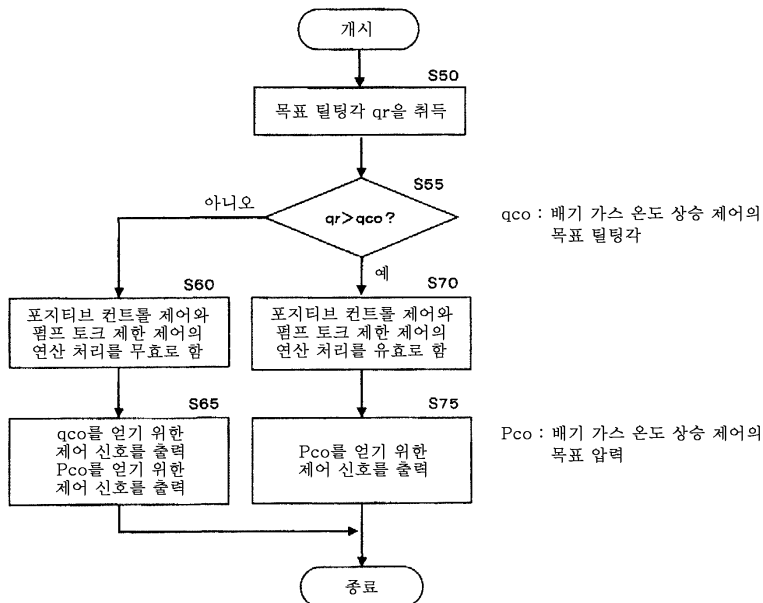 개시
S50
목표 틸팅각 qr을 취득
S55
아니오
qr>qco?
qco : 배기 가스 온도 상승 제어의
목표 틸팅각
예
S60
포지티브 컨트롤 제어와
펌프 토크 제한 제어의
연산 처리를 무효로 함
S70
포지티브 컨트롤 제어와
펌프 토크 제한 제어의
연산 처리를 유효로 함
S65
qco를 얻기 위한
제어 신호를 출력
Pco를 얻기 위한
제어 신호를 출력
S75
Pco를 얻기 위한
제어 신호를 출력
Pco : 배기 가스 온도 상승 제어의
목표 압력
종료